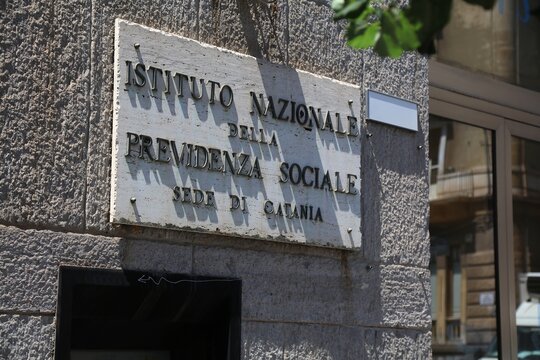 ISTITUTO NAZIONALE
DELLA
PREVIDENZA SOCIALE
SEDE DI CATANIA